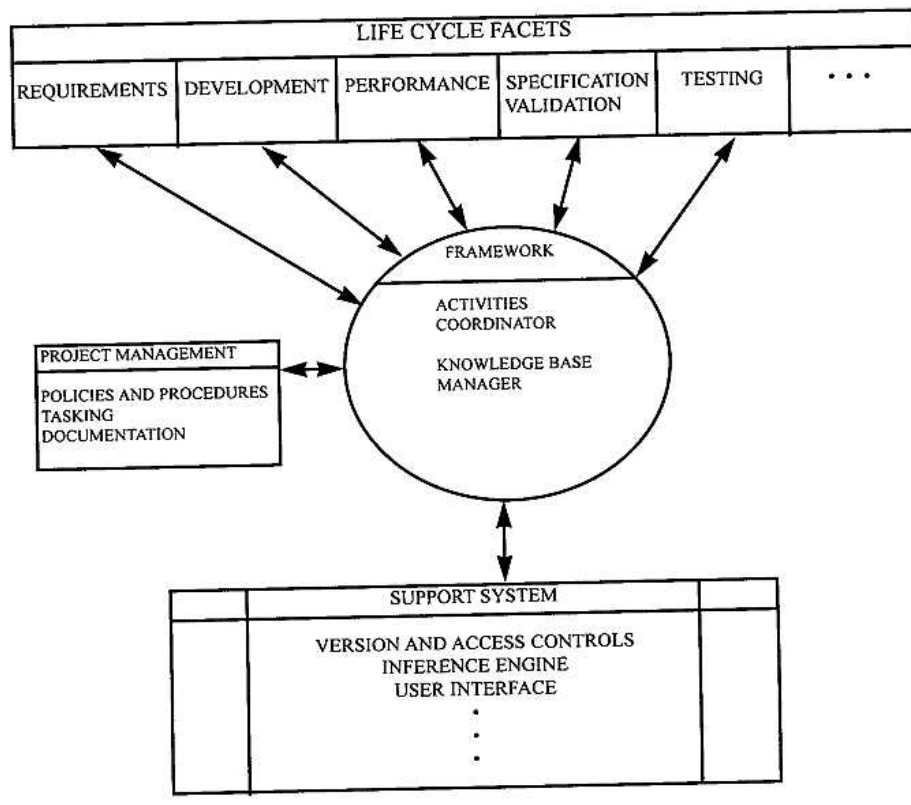 LIFE CYCLE FACETS
REQUIREMENTS
DEVELOPMENT
PERFORMANCE
SPECIFICATION
VALIDATION
TESTING
...
FRAMEWORK
ACTIVITIES
COORDINATOR
KNOWLEDGE BASE
MANAGER
PROJECT MANAGEMENT
POLICIES AND PROCEDURES
TASKING
DOCUMENTATION
SUPPORT SYSTEM
VERSION AND ACCESS CONTROLS
INFERENCE ENGINE
USER INTERFACE
.
.
.